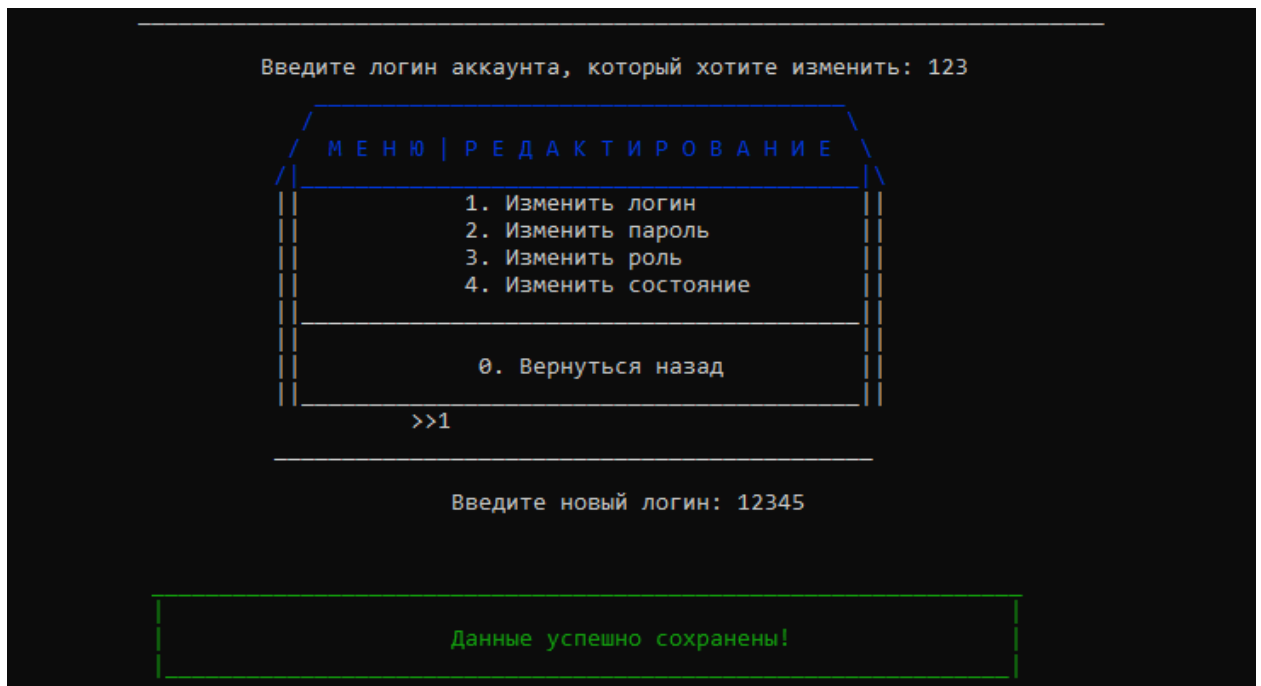 Введите логин аккаунта, который хотите изменить: 123
М Е Н Ю | Р Е Д А К Т И Р О В А Н И Е
1. Изменить логин
2. Изменить пароль
3. Изменить роль
4. Изменить состояние
0. Вернуться назад
>>1
Введите новый логин: 12345
Данные успешно сохранены!